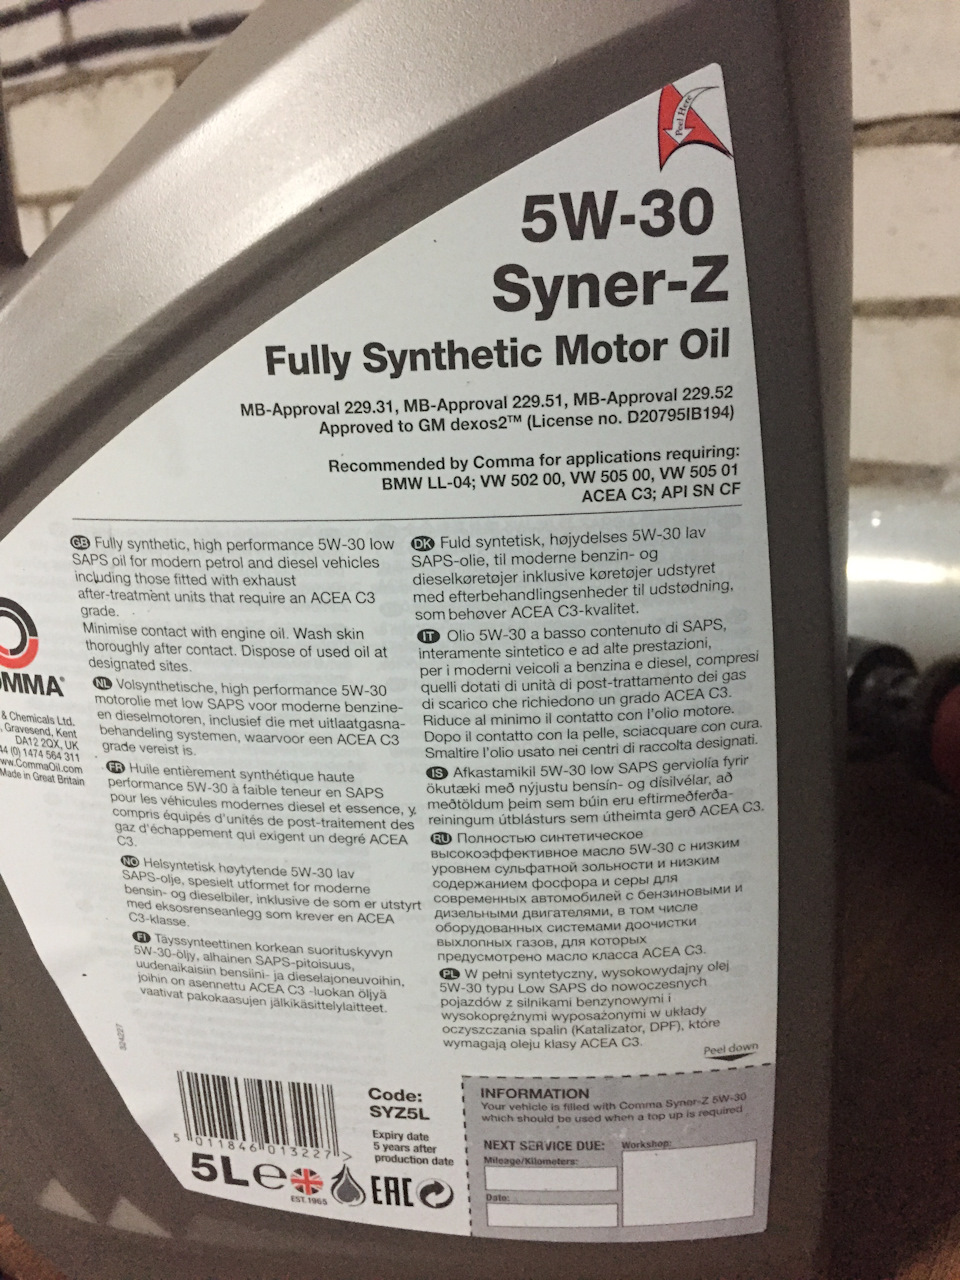 Peel Here
5W-30
Syner-Z
Fully Synthetic Motor Oil
MB-Approval 229.31, MB-Approval 229.51, MB-Approval 229.52
Approved to GM dexos2™ (License no. D20795IB194)
Recommended by Comma for applications requiring:
BMW LL-04; VW 502 00, VW 505 00, VW 505 01
ACEA C3; API SN CF
GB Fully synthetic, high performance 5W-30 low
SAPS oil for modern petrol and diesel vehicles
including those fitted with exhaust
after-treatment units that require an ACEA C3
grade.
Minimise contact with engine oil. Wash skin
thoroughly after contact. Dispose of used oil at
designated sites.
NL Volsynthetische, high performance 5W-30
motorolie met low SAPS voor moderne benzine-
en dieselmotoren, inclusief die met uitlaatgasna-
behandeling systemen, waarvoor een ACEA C3
grade vereist is.
FR Huile entièrement synthétique haute
performance 5W-30 à faible teneur en SAPS
pour les véhicules modernes diesel et essence, y
compris équipés d'unités de post-traitement des
gaz d'échappement qui exigent un degré ACEA
C3.
NO Helsyntetisk høytytende 5W-30 lav
SAPS-olje, spesielt utformet for moderne
bensin- og dieselbiler, inklusive de som er utstyrt
med eksosrenseanlegg som krever en ACEA
C3-klasse.
FI Täyssynteettinen korkean suorituskyvyn
5W-30-öljy, alhainen SAPS-pitoisuus,
uudenaikaisiin bensiini- ja dieselajoneuvoihin,
joihin on asennettu ACEA C3 -luokan öljyä
vaativat pakokaasujen jälkikäsittelylaitteet.
DK Fuld syntetisk, højydelses 5W-30 lav
SAPS-olie, til moderne benzin- og
dieselkøretøjer inklusive køretøjer udstyret
med efterbehandlingsenheder til udstødning,
som behøver ACEA C3-kvalitet.
IT Olio 5W-30 a basso contenuto di SAPS,
interamente sintetico e ad alte prestazioni,
per i moderni veicoli a benzina e diesel, compresi
quelli dotati di unità di post-trattamento dei gas
di scarico che richiedono un grado ACEA C3.
Riduce al minimo il contatto con l'olio motore.
Dopo il contatto con la pelle, sciacquare con cura.
Smaltire l'olio usato nei centri di raccolta designati.
IS Afkastamikil 5W-30 low SAPS gervíolía fyrir
ökutæki með nýjustu bensín- og dísilvélar, að
meðtöldum þeim sem búin eru eftirmeðferða-
reiningum útblásturs sem útheimta gerð ACEA C3.
RU Полностью синтетическое
высокоэффективное масло 5W-30 с низким
уровнем сульфатной зольности и низким
содержанием фосфора и серы для
современных автомобилей с бензиновыми и
дизельными двигателями, в том числе
оборудованных системами доочистки
выхлопных газов, для которых
предусмотрено масло класса ACEA C3.
PL W pełni syntetyczny, wysokowydajny olej
5W-30 typu Low SAPS do nowoczesnych
pojazdów z silnikami benzynowymi i
wysokoprężnymi wyposażonymi w układy
oczyszczania spalin (Katalizator, DPF), które
wymagają oleju klasy ACEA C3.
Peel down
OMMA®
& Chemicals Ltd.
, Gravesend, Kent
DA12 2QX, UK
44 (0) 1474 564 311
ww.CommaOil.com
Made in Great Britain
5 011846 013227 >
Code:
SYZ5L
Expiry date
5 years after
production date
5L e
EST. 1965
EAC
INFORMATION
Your vehicle is filled with Comma Syner-Z 5W-30
which should be used when a top up is required
NEXT SERVICE DUE:
Mileage/Kilometers:
Date:
Workshop: